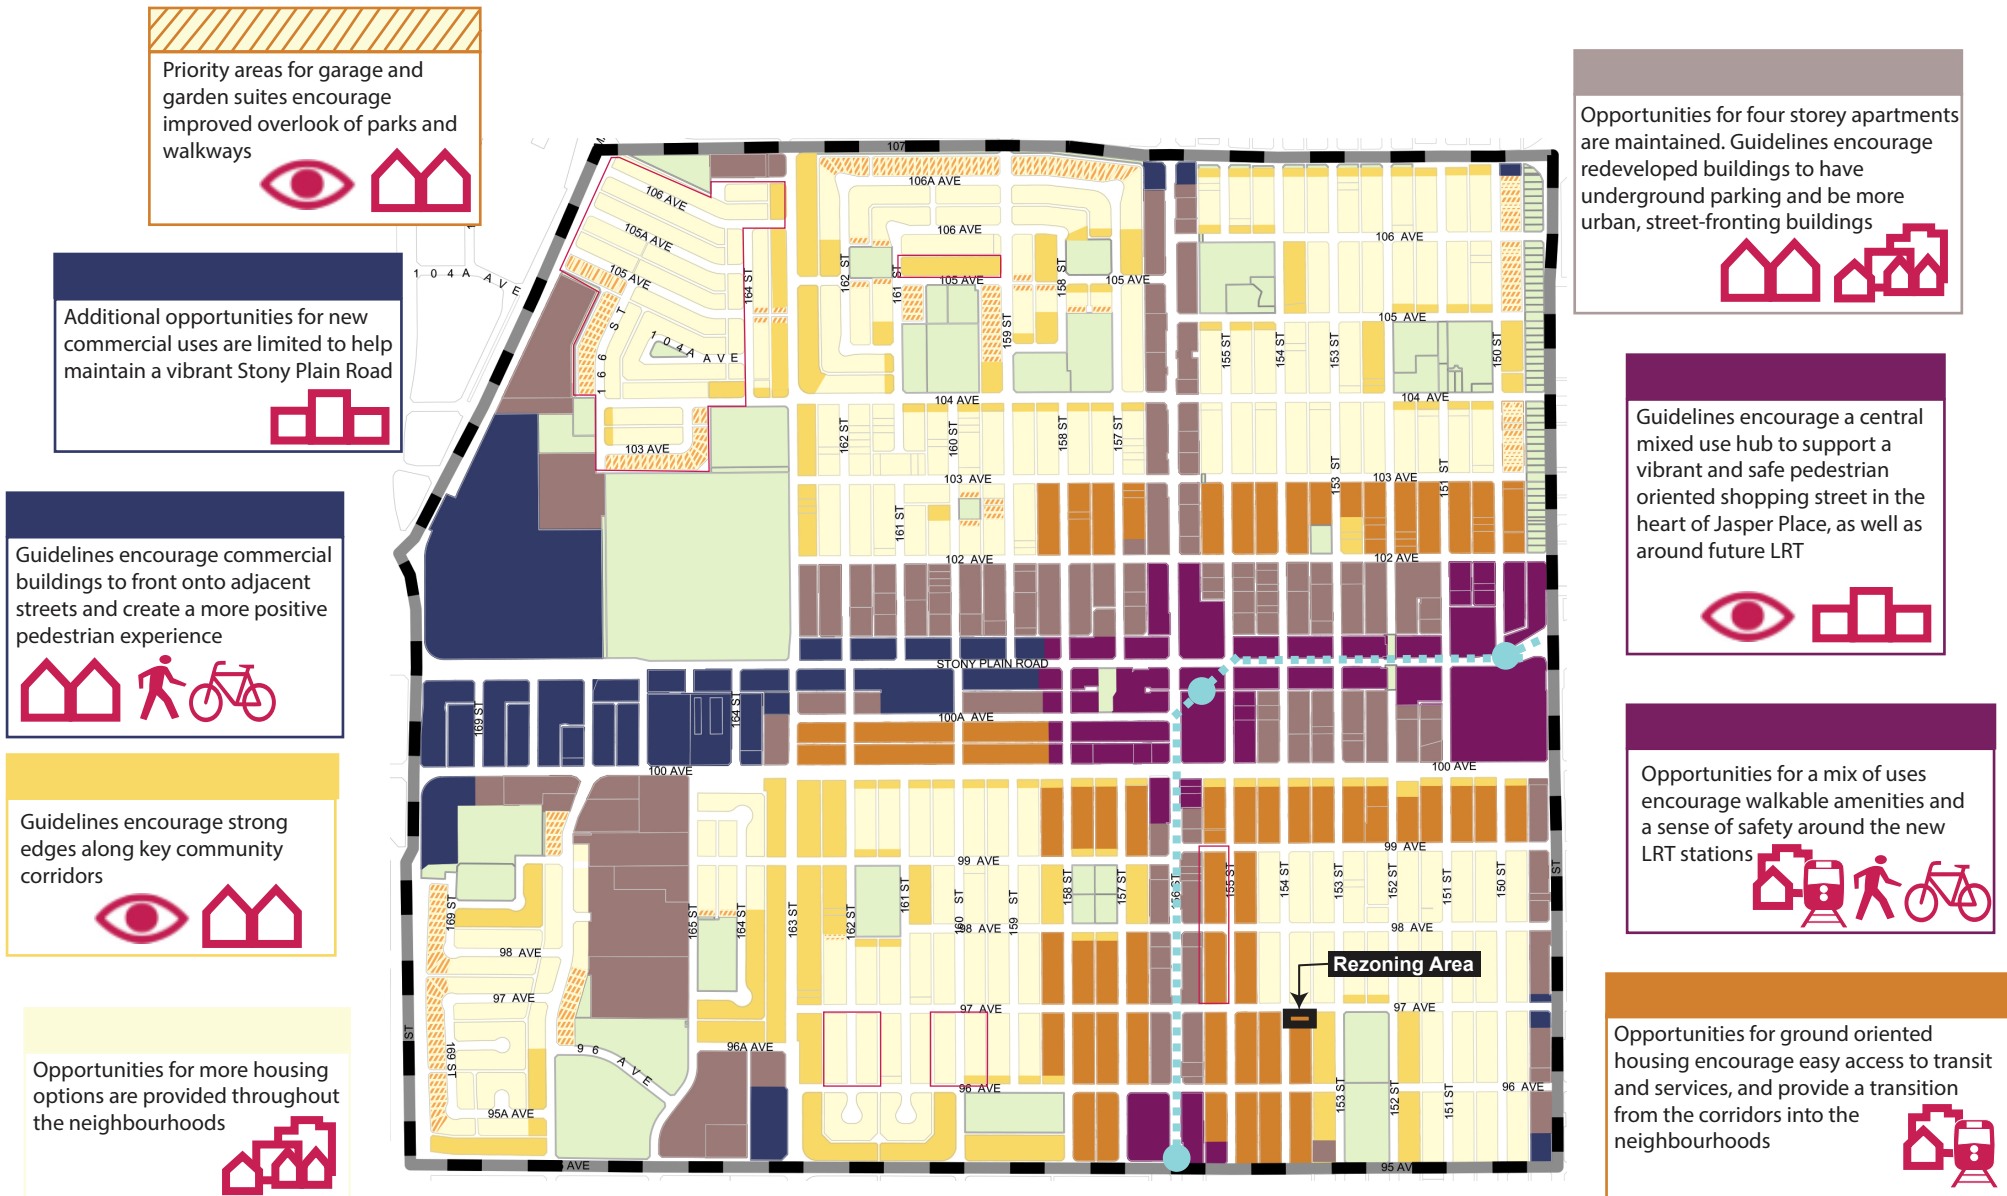 Priority areas for garage and
garden suites encourage
improved overlook of parks and
walkways
Additional opportunities for new
commercial uses are limited to help
maintain a vibrant Stony Plain Road
Guidelines encourage commercial
buildings to front onto adjacent
streets and create a more positive
pedestrian experience
Guidelines encourage strong
edges along key community
corridors
Opportunities for more housing
options are provided throughout
the neighbourhoods
107
106A AVE
106 AVE
105A AVE
105 AVE
104A AVE
104A AVE
166 ST
164 ST
103 AVE
106 AVE
162 ST
161 ST
105 AVE
158 ST
105 AVE
159 ST
104 AVE
162 ST
160 ST
158 ST
157 ST
103 AVE
161 ST
102 AVE
106 AVE
105 AVE
155 ST
154 ST
153 ST
150 ST
104 AVE
153 ST
103 AVE
151 ST
102 AVE
STONY PLAIN ROAD
169 ST
164 ST
100A AVE
100 AVE
100 AVE
99 AVE
99 AVE
169 ST
165 ST
164 ST
163 ST
162 ST
161 ST
160 ST
159 ST
158 ST
157 ST
156 ST
155 ST
154 ST
153 ST
152 ST
151 ST
150 ST
ST
98 AVE
98 AVE
98 AVE
Rezoning Area
97 AVE
97 AVE
97 AVE
ST
169 ST
96 AVE
96A AVE
96 AVE
96 AVE
95A AVE
153 ST
152 ST
151 ST
AVE
95 AV
Opportunities for four storey apartments
are maintained. Guidelines encourage
redeveloped buildings to have
underground parking and be more
urban, street-fronting buildings
Guidelines encourage a central
mixed use hub to support a
vibrant and safe pedestrian
oriented shopping street in the
heart of Jasper Place, as well as
around future LRT
Opportunities for a mix of uses
encourage walkable amenities and
a sense of safety around the new
LRT stations
Opportunities for ground oriented
housing encourage easy access to transit
and services, and provide a transition
from the corridors into the
neighbourhoods